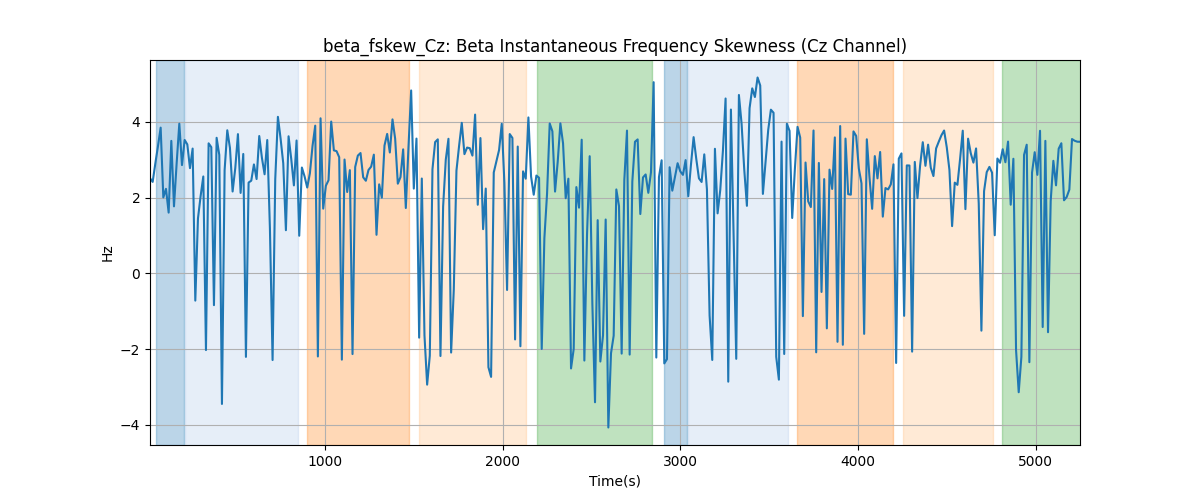 beta_fskew_Cz: Beta Instantaneous Frequency Skewness (Cz Channel)
Hz
4
2
0
−2
−4
1000 2000 3000 4000 5000
Time(s)